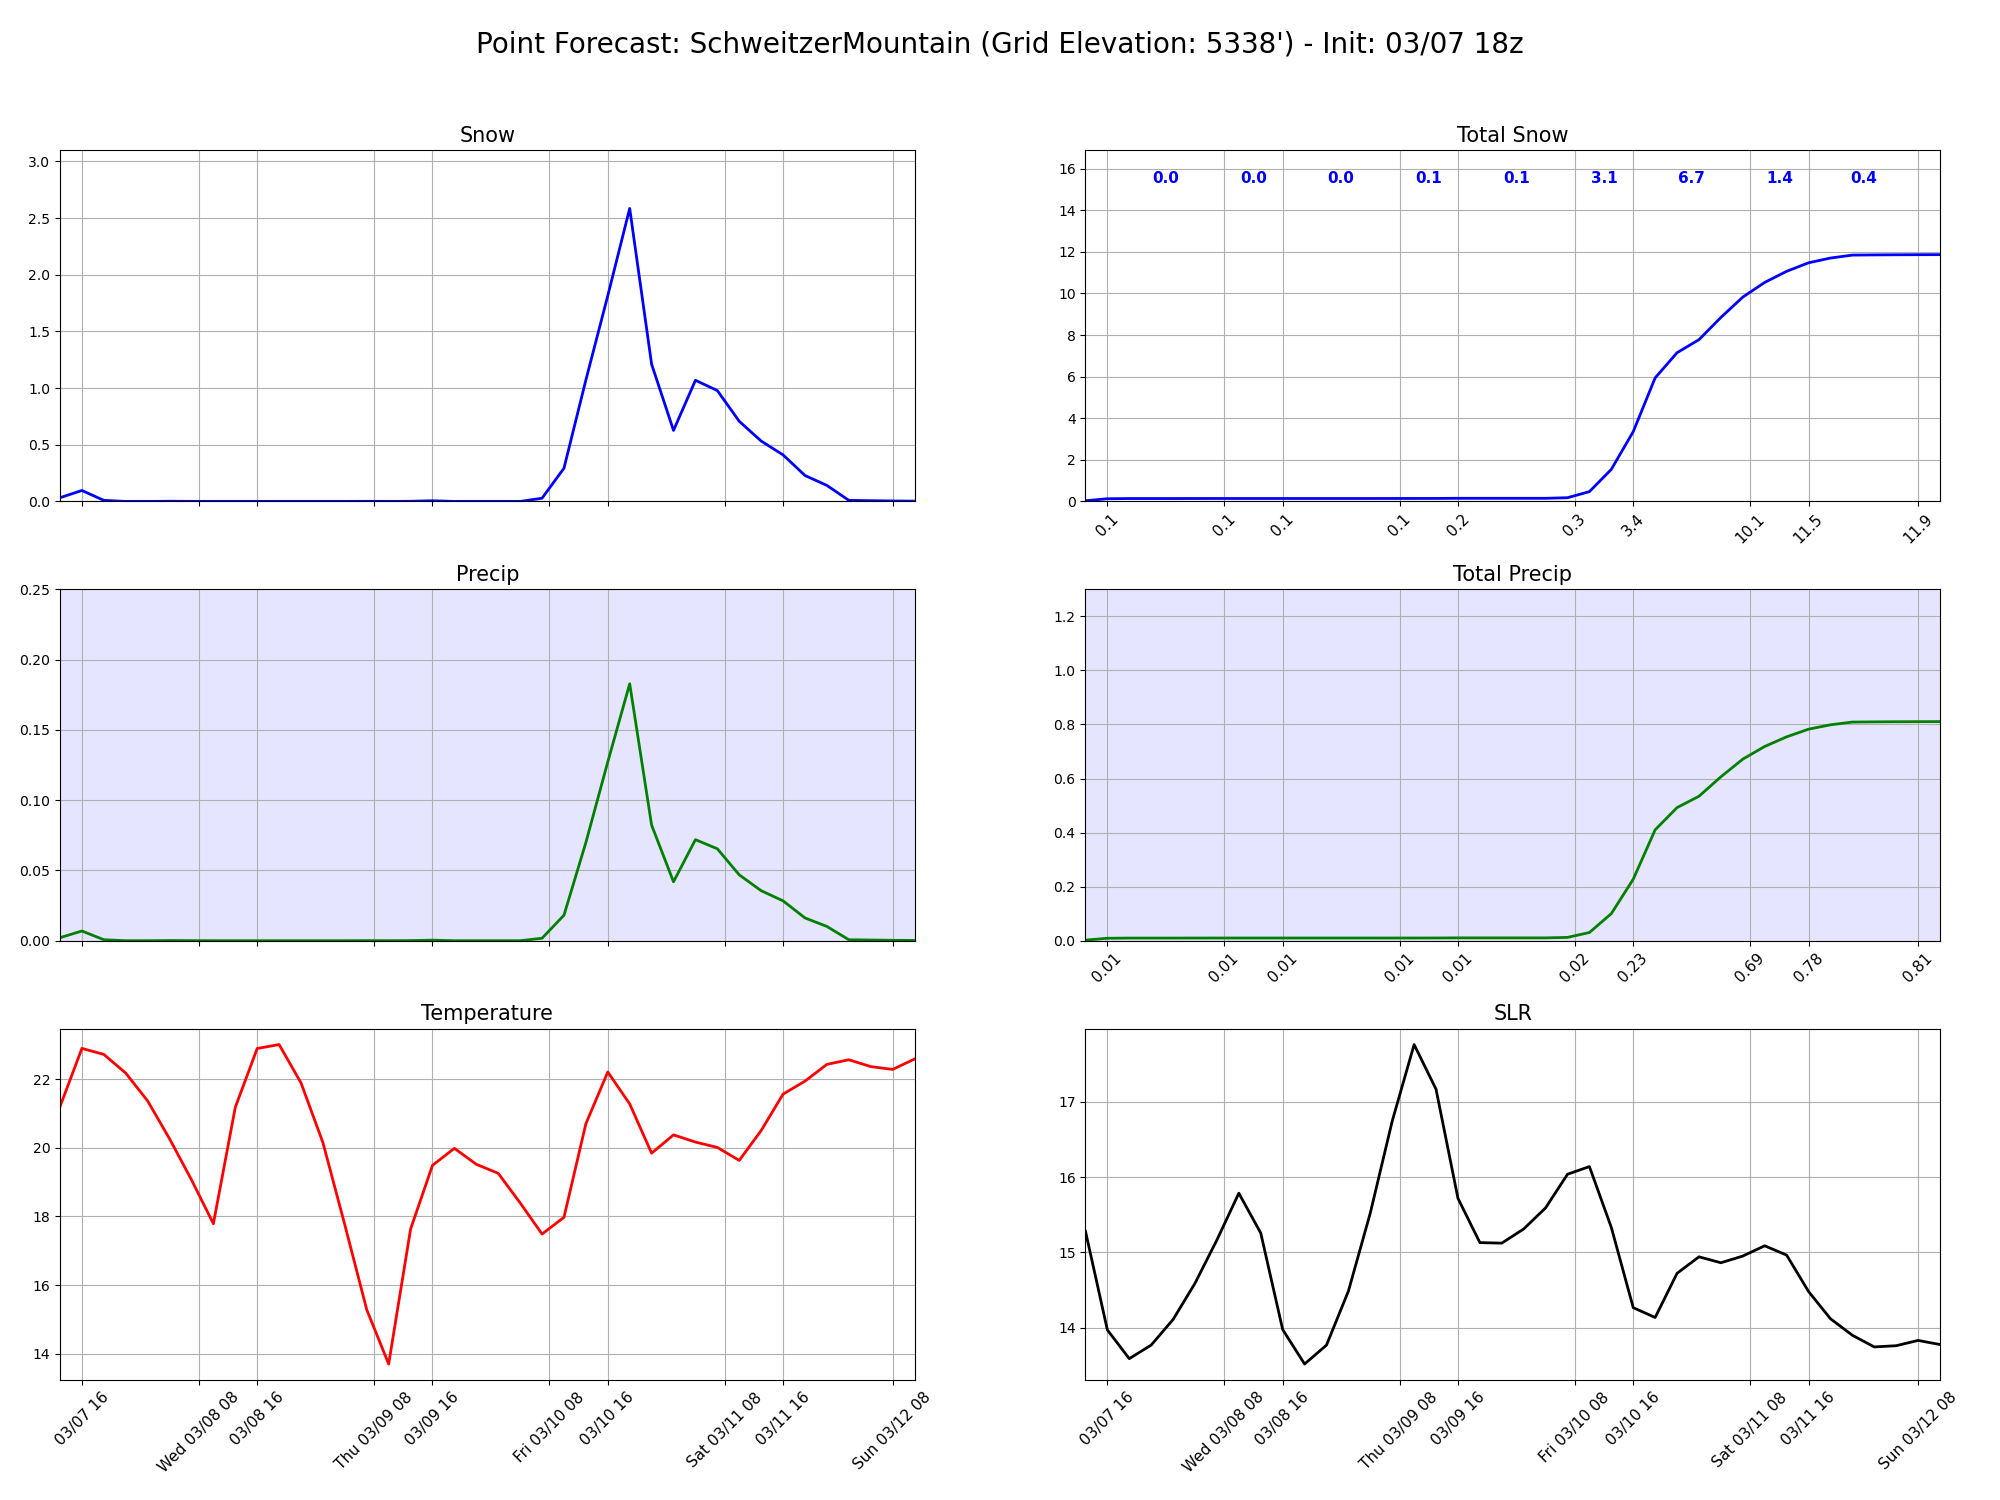 Point Forecast: SchweitzerMountain (Grid Elevation: 5338') - Init: 03/07 18z
Snow
3.0
2.5
2.0
1.5
1.0
0.5
0.0
Total Snow
16
14
12
10
8
6
4
2
0
0.0 0.0 0.0 0.1 0.1 3.1 6.7 1.4 0.4
0.1 0.1 0.1 0.1 0.2 0.3 3.4 10.1 11.5 11.9
Precip
0.25
0.20
0.15
0.10
0.05
0.00
Total Precip
1.2
1.0
0.8
0.6
0.4
0.2
0.0
0.01 0.01 0.01 0.01 0.01 0.02 0.23 0.69 0.78 0.81
Temperature
22
20
18
16
14
03/07 16
Wed 03/08 08
03/08 16
Thu 03/09 08
03/09 16
Fri 03/10 08
03/10 16
Sat 03/11 08
03/11 16
Sun 03/12 08
SLR
17
16
15
14
03/07 16
Wed 03/08 08
03/08 16
Thu 03/09 08
03/09 16
Fri 03/10 08
03/10 16
Sat 03/11 08
03/11 16
Sun 03/12 08